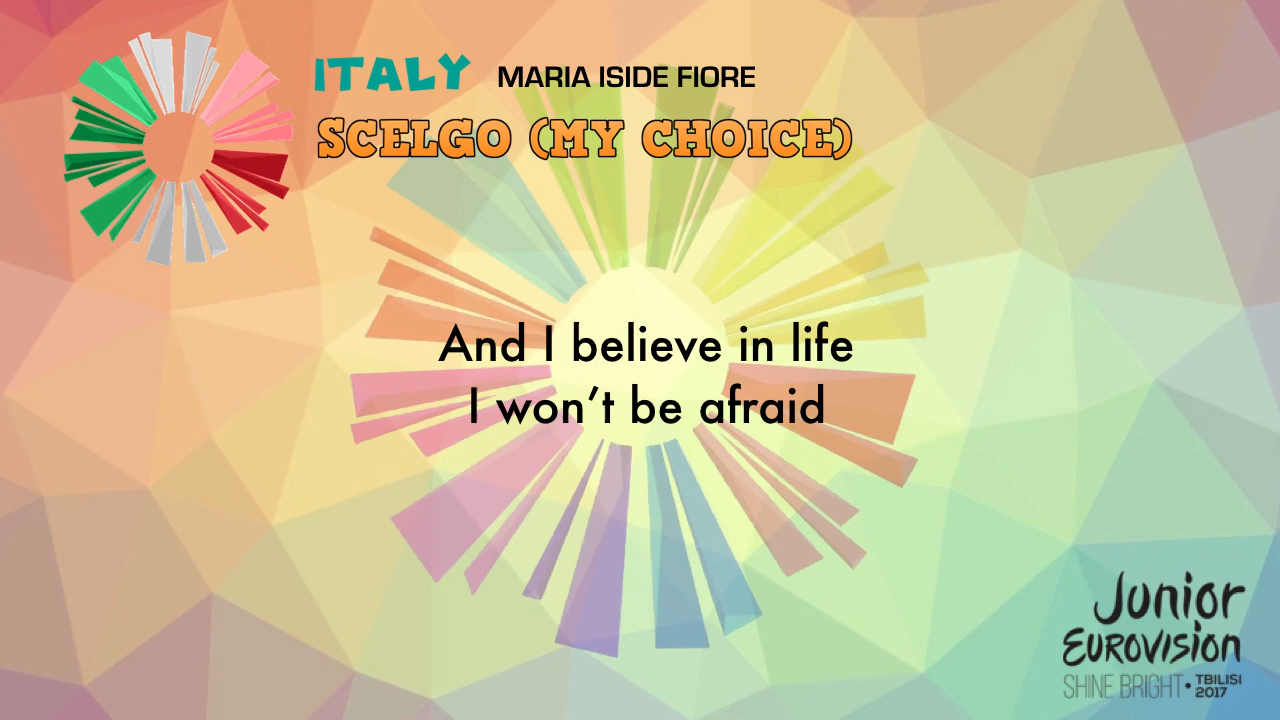 ITALY MARIA ISIDE FIORE
SCELGO (MY CHOICE)
And I believe in life
I won’t be afraid
Junior
EUROVISION
SHINE BRIGHT • TBILISI
2017